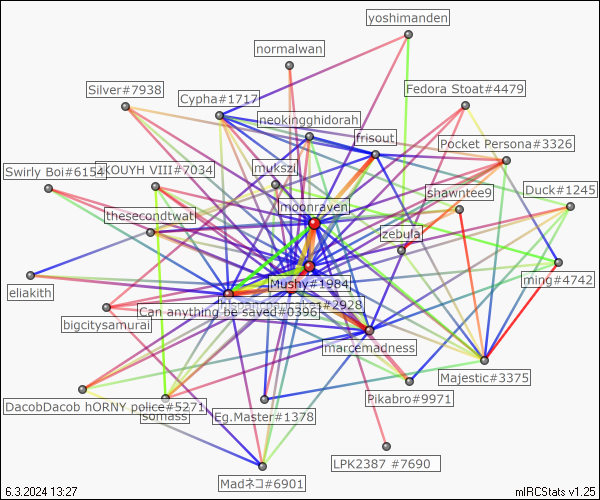 yoshimanden
normalwan
Silver#7938
Cypha#1717
Fedora Stoat#4479
neokingghidorah
frisout
Pocket Persona#3326
Swirly Boi#6154
KOUYH VIII#7034
mukszi
moonraven
shawntee9
Duck#1245
thesecondtwat
zebula
eliakith
Mushy#1984
ming#4742
#2928
Can anything be saved#0396
bigcitysamurai
marcemadness
Majestic#3375
Pikabro#9971
DacobDacob hORNY police#5271
somass
Eg.Master#1378
LPK2387 #7690
Madネコ#6901
6.3.2024 13:27
mIRCStats v1.25